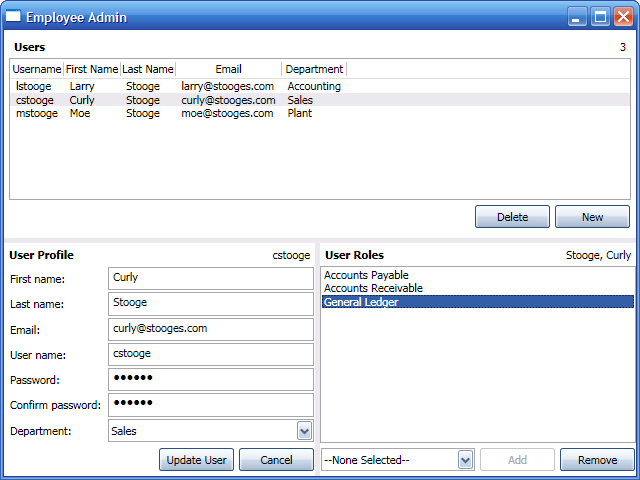 Employee Admin
Users 3
Username First Name Last Name Email Department
lstooge Larry Stooge larry@stooges.com Accounting
cstooge Curly Stooge curly@stooges.com Sales
mstooge Moe Stooge moe@stooges.com Plant
Delete New
User Profile cstooge
First name: Curly
Last name: Stooge
Email: curly@stooges.com
User name: cstooge
Password: ••••••
Confirm password: ••••••
Department: Sales
Update User Cancel
User Roles Stooge, Curly
Accounts Payable
Accounts Receivable
General Ledger
--None Selected-- Add Remove